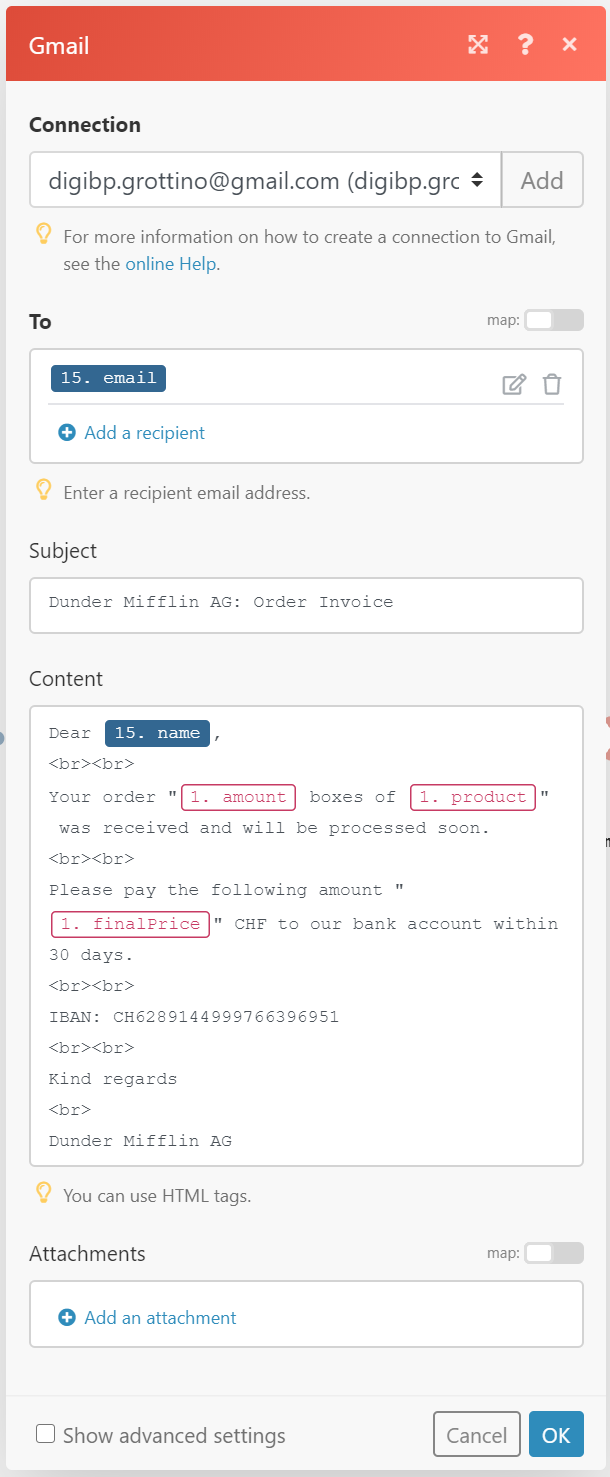 Gmail
?
×
Connection
digibp.grottino@gmail.com (digibp.grc
Add
For more information on how to create a connection to Gmail,
see the online Help.
To
map:
15. email
Add a recipient
Enter a recipient email address.
Subject
Dunder Mifflin AG: Order Invoice
Content
Dear 15. name,
<br><br>
Your order "1. amount boxes of 1. product"
was received and will be processed soon.
<br><br>
Please pay the following amount "
1. finalPrice" CHF to our bank account within
30 days.
<br><br>
IBAN: CH6289144999766396951
<br><br>
Kind regards
<br>
Dunder Mifflin AG
You can use HTML tags.
Attachments
map:
Add an attachment
Show advanced settings
Cancel
OK